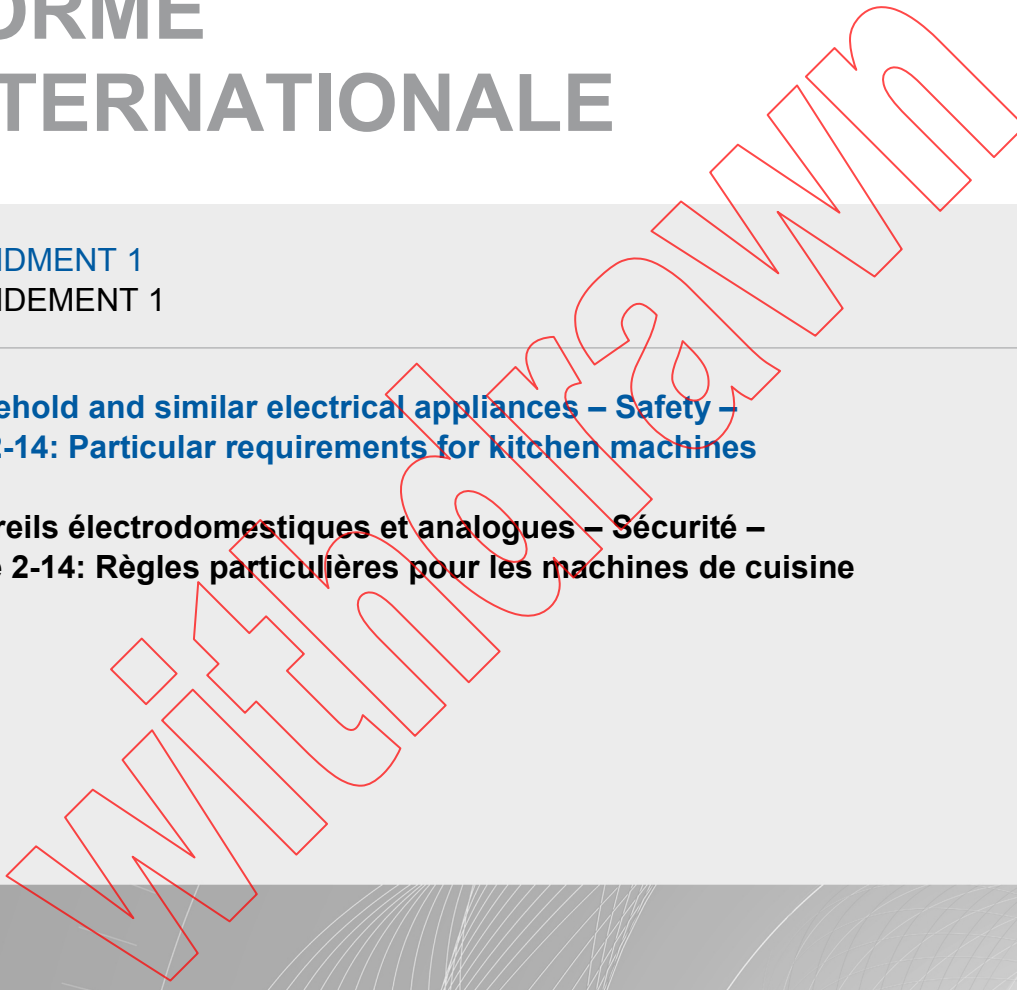 ORME
TERNATIONALE
NDMENT 1
NDEMENT 1
ehold and similar electrical appliances – Safety –
2-14: Particular requirements for kitchen machines
reils électrodomestiques et analogues – Sécurité –
e 2-14: Règles particulières pour les machines de cuisine
withdrawn